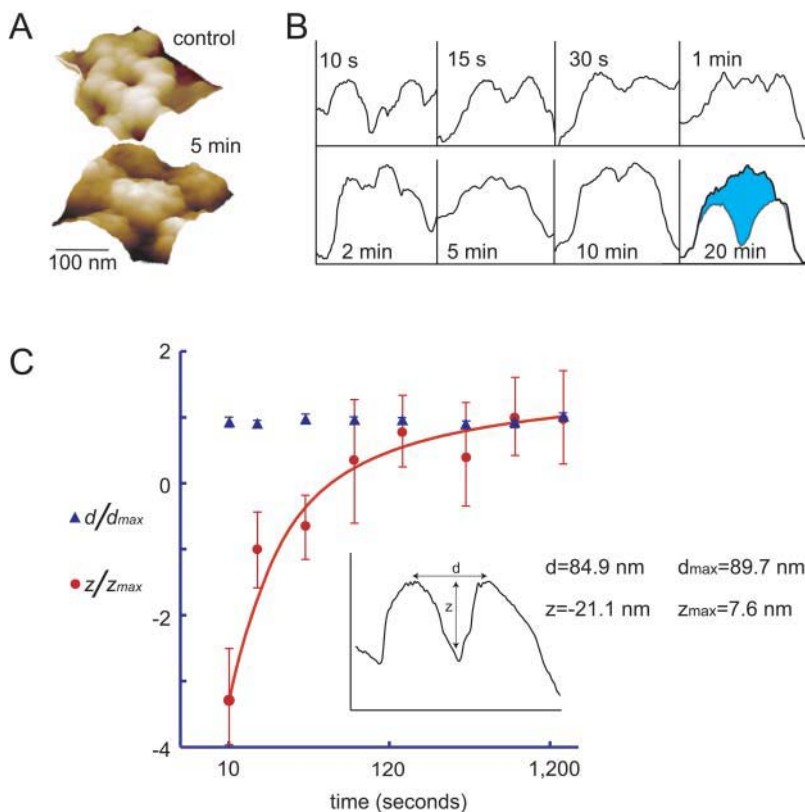 A
control
5 min
100 nm
B
10 s
15 s
30 s
1 min
2 min
5 min
10 min
20 min
C
2
0
-2
-4
d/dmax
z/zmax
d
z
d=84.9 nm dmax=89.7 nm
z=-21.1 nm zmax=7.6 nm
10 120 1,200
time (seconds)